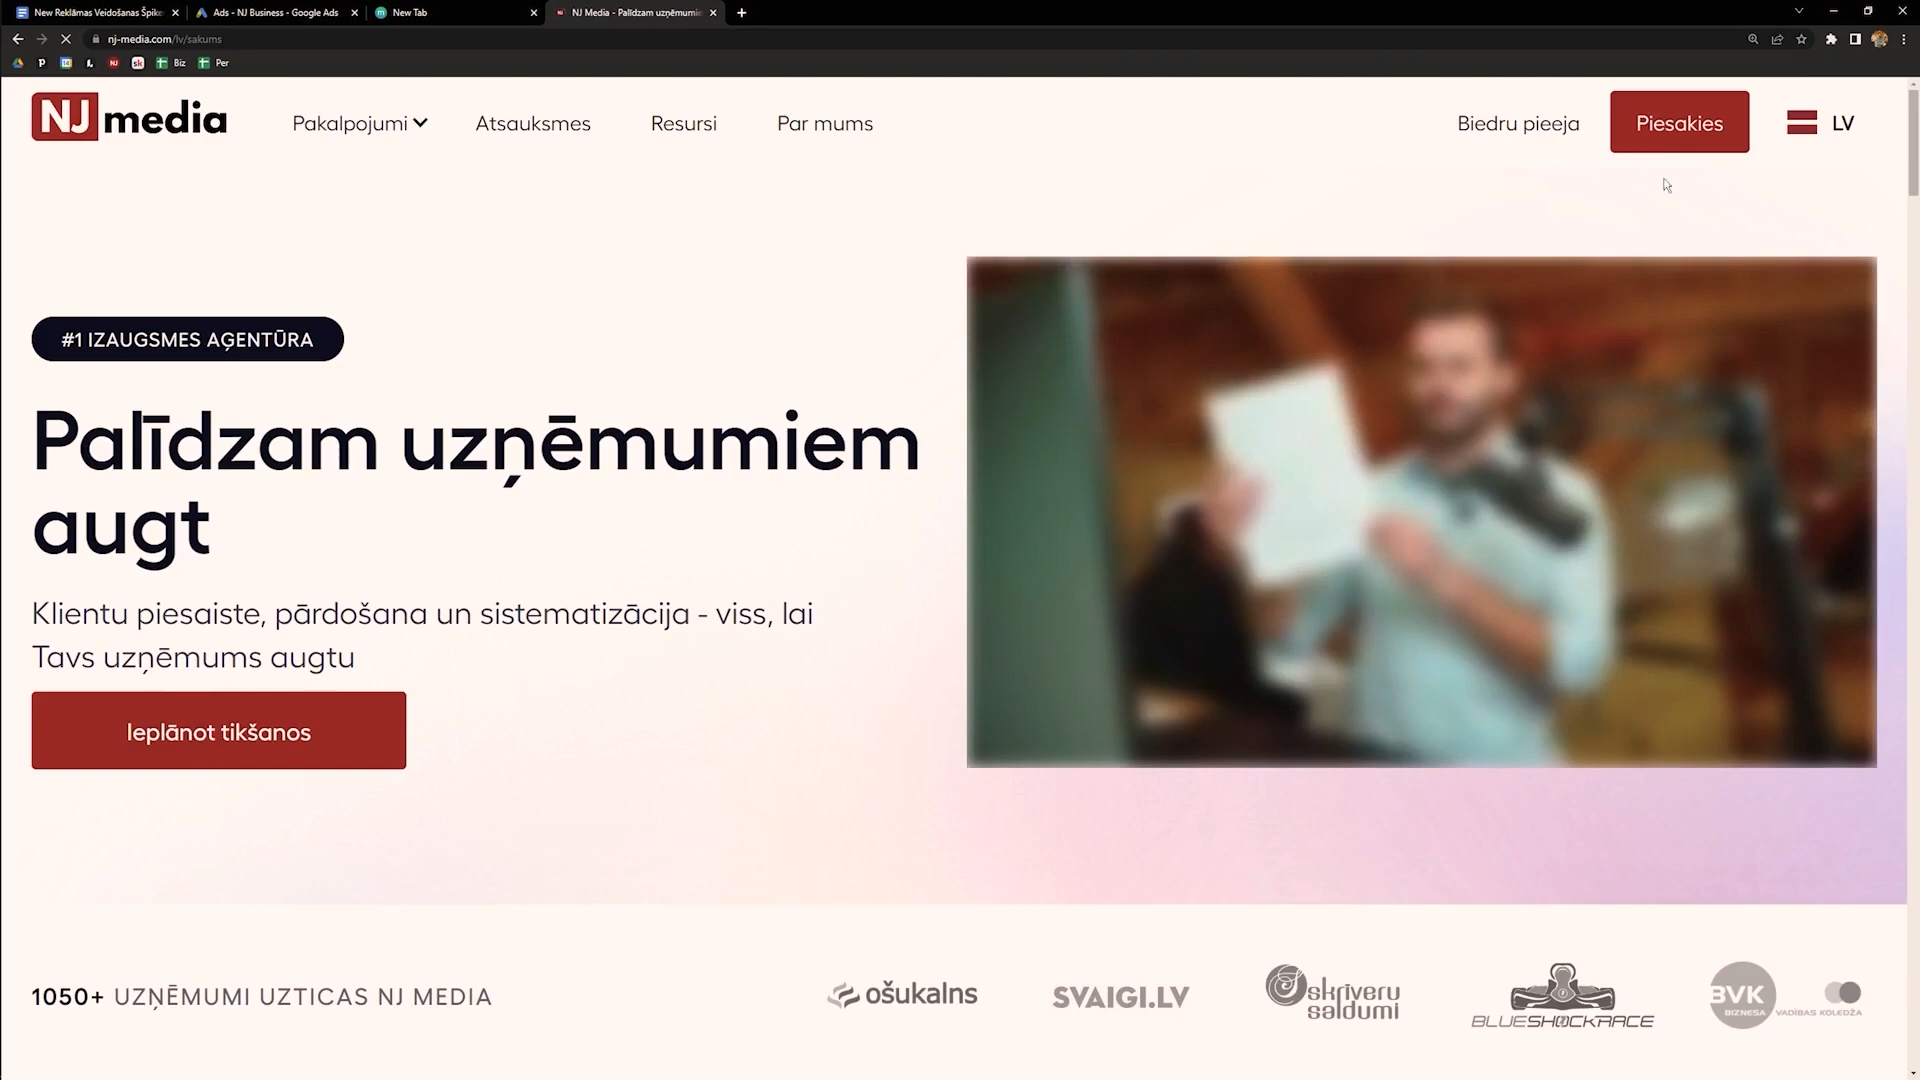 New Reklāmas Veidošanas Špike
Ads - NJ Business - Google Ads
New Tab
NJ Media - Palīdzam uzņēmumie
nj-media.com/lv/sakums
Biz
Per
NJ media
Pakalpojumi
Atsauksmes
Resursi
Par mums
Biedru pieeja
Piesakies
LV
#1 IZAUGSMES AĢENTŪRA
Palīdzam uzņēmumiem
augt
Klientu piesaiste, pārdošana un sistematizācija - viss, lai
Tavs uzņēmums augtu
Ieplānot tikšanos
1050+ UZŅĒMUMI UZTICAS NJ MEDIA
ošukalns
SVAIGI.LV
skrīveru
saldumi
BLUESHOCKRACE
BVK
BIZNESA VADĪBAS KOLEDŽA